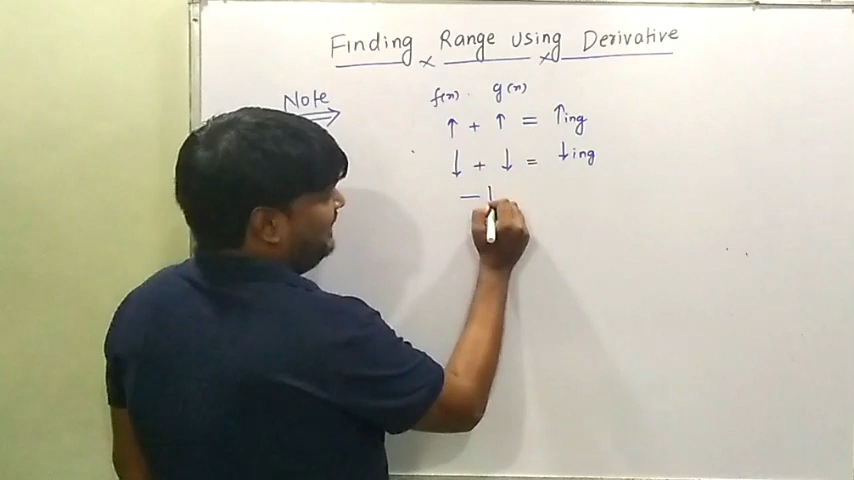 Finding Range using Derivative
Note
f(x). g(x)
↑ + ↑ = ↑ing
↓ + ↓ = ↓ing
—